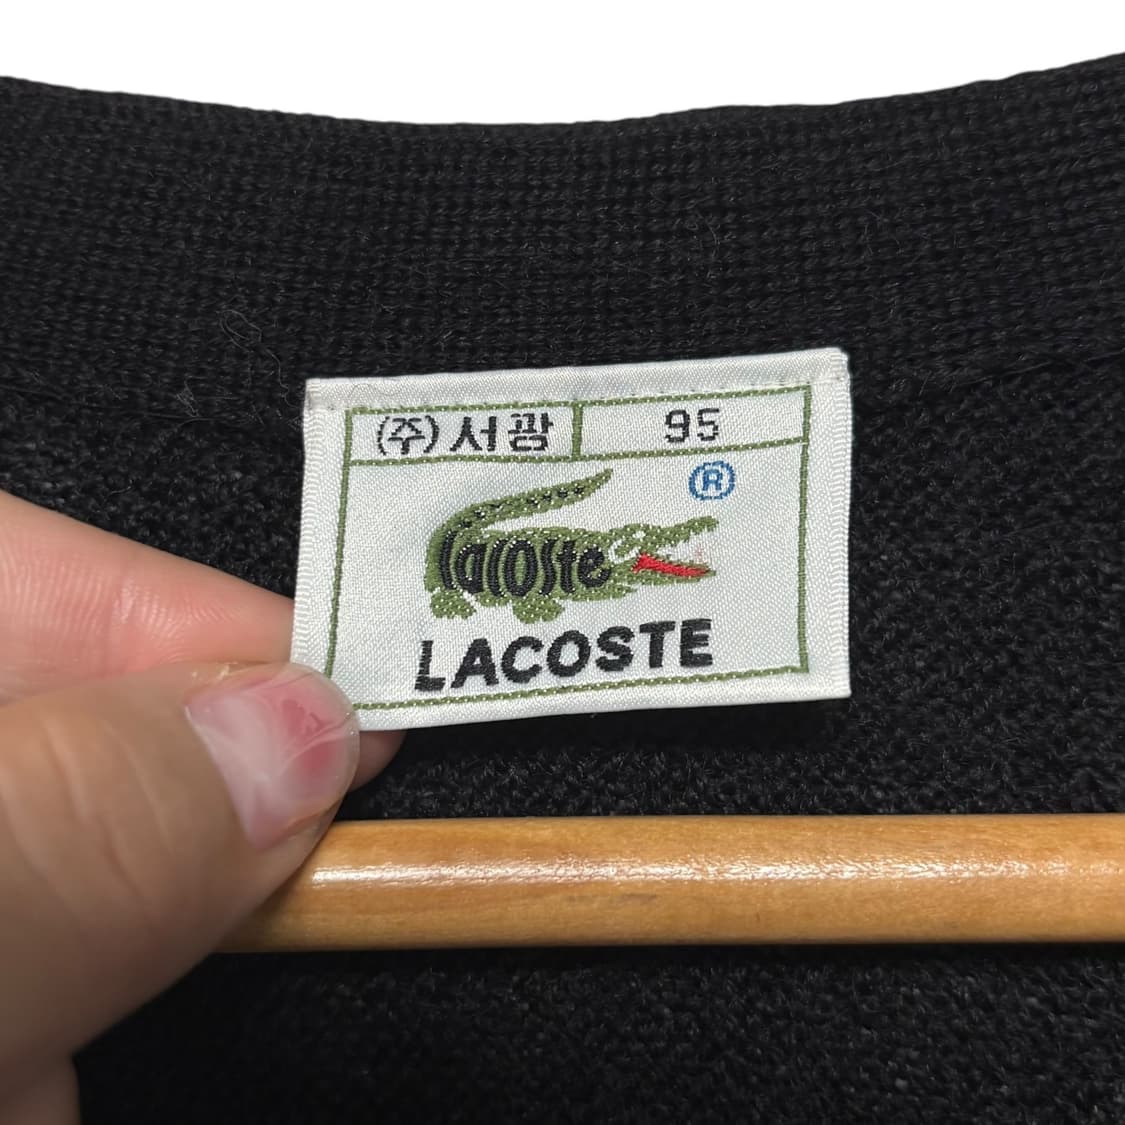 (주)서광 95
®
lacoste
LACOSTE